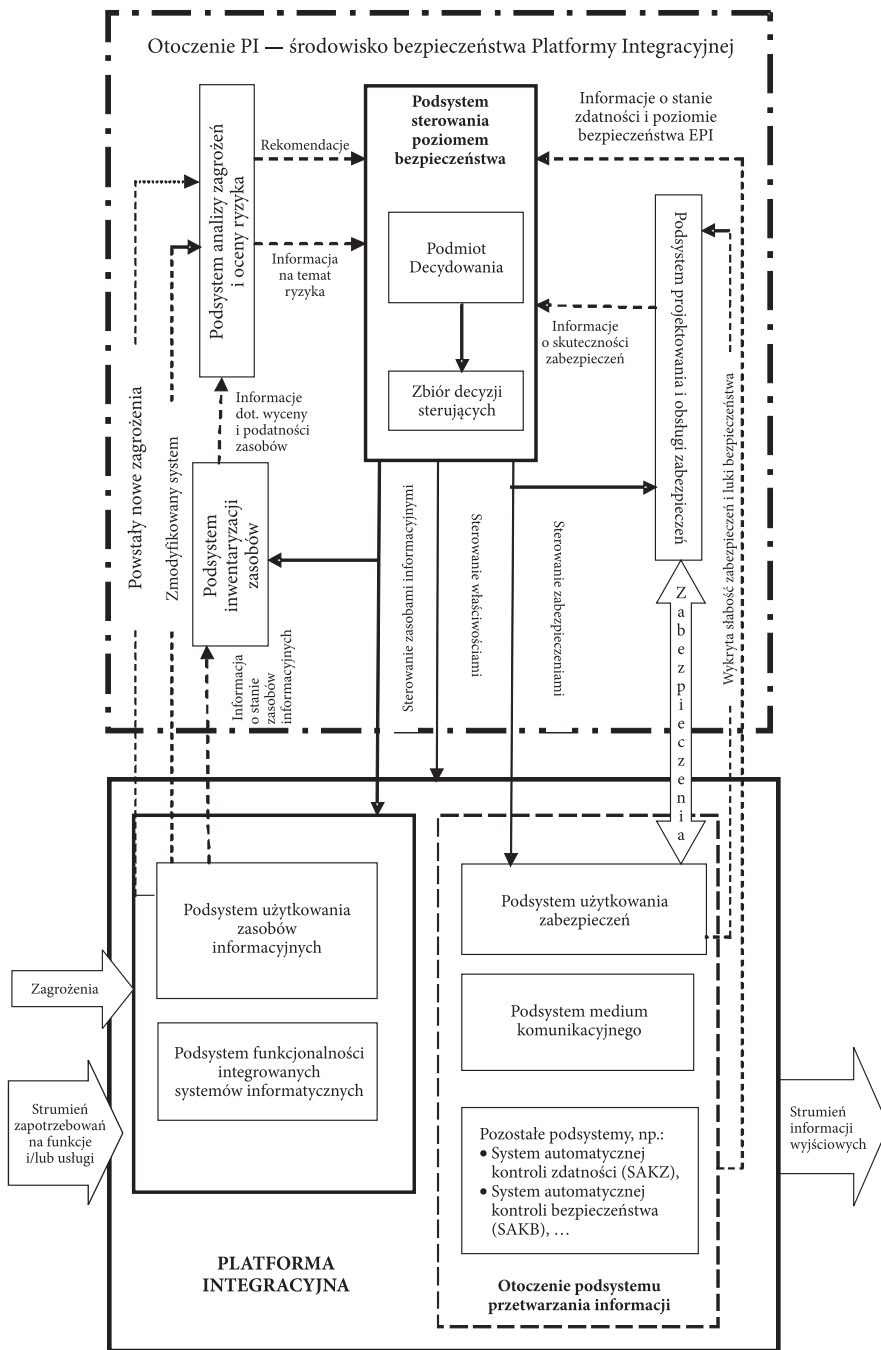 Otoczenie PI — środowisko bezpieczeństwa Platformy Integracyjnej
Podsystem analizy zagrożeń
i oceny ryzyka
Rekomendacje
Informacja
na temat
ryzyka
Podsystem
sterowania
poziomem
bezpieczeństwa
Podmiot
Decydowania
Zbiór decyzji
sterujących
Informacje o stanie
zdatności i poziomie
bezpieczeństwa EPI
Informacje
o skuteczności
zabezpieczeń
Podsystem projektowania
i obsługi zabezpieczeń
Powstały nowe zagrożenia
Zmodyfikowany system
Informacje
dot. wyceny
i podatności
zasobów
Podsystem
inwentaryzacji
zasobów
Informacja
o stanie
zasobów
informacyjnych
Sterowanie zasobami informacyjnymi
Sterowanie właściwościami
Sterowanie zabezpieczeniami
Zabezpieczenia
Wykryta słabość zabezpieczeń i luki bezpieczeństwa
Podsystem użytkowania
zasobów
informacyjnych
Podsystem funkcjonalności
integrowanych
systemów informatycznych
Zagrożenia
Strumień
zapotrzebowań
na funkcje
i/lub usługi
PLATFORMA
INTEGRACYJNA
Podsystem użytkowania
zabezpieczeń
Podsystem medium
komunikacyjnego
Pozostałe podsystemy, np.:
• System automatycznej
kontroli zdatności (SAKZ),
• System automatycznej
kontroli bezpieczeństwa
(SAKB), …
Otoczenie podsystemu
przetwarzania informacji
Strumień
informacji
wyjściowych